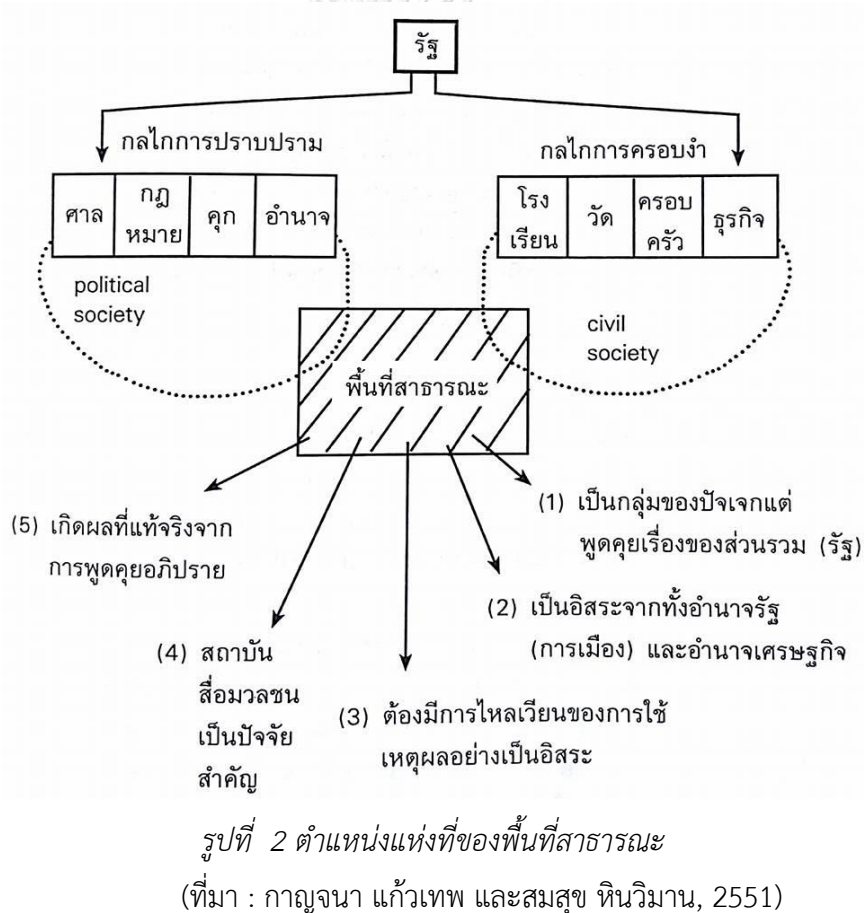 รัฐ
กลไกการปราบปราม
กลไกการครอบงำ
ศาล
กฎ
หมาย
คุก
อำนาจ
โรง
เรียน
วัด
ครอบ
ครัว
ธุรกิจ
political
society
civil
society
พื้นที่สาธารณะ
(1) เป็นกลุ่มของปัจเจกแต่
พูดคุยเรื่องของส่วนรวม (รัฐ)
(2) เป็นอิสระจากทั้งอำนาจรัฐ
(การเมือง) และอำนาจเศรษฐกิจ
(3) ต้องมีการไหลเวียนของการใช้
เหตุผลอย่างเป็นอิสระ
(4) สถาบัน
สื่อมวลชน
เป็นปัจจัย
สำคัญ
(5) เกิดผลที่แท้จริงจาก
การพูดคุยอภิปราย
รูปที่ 2 ตำแหน่งแห่งที่ของพื้นที่สาธารณะ
(ที่มา : กาญจนา แก้วเทพ และสมสุข หินวิมาน, 2551)